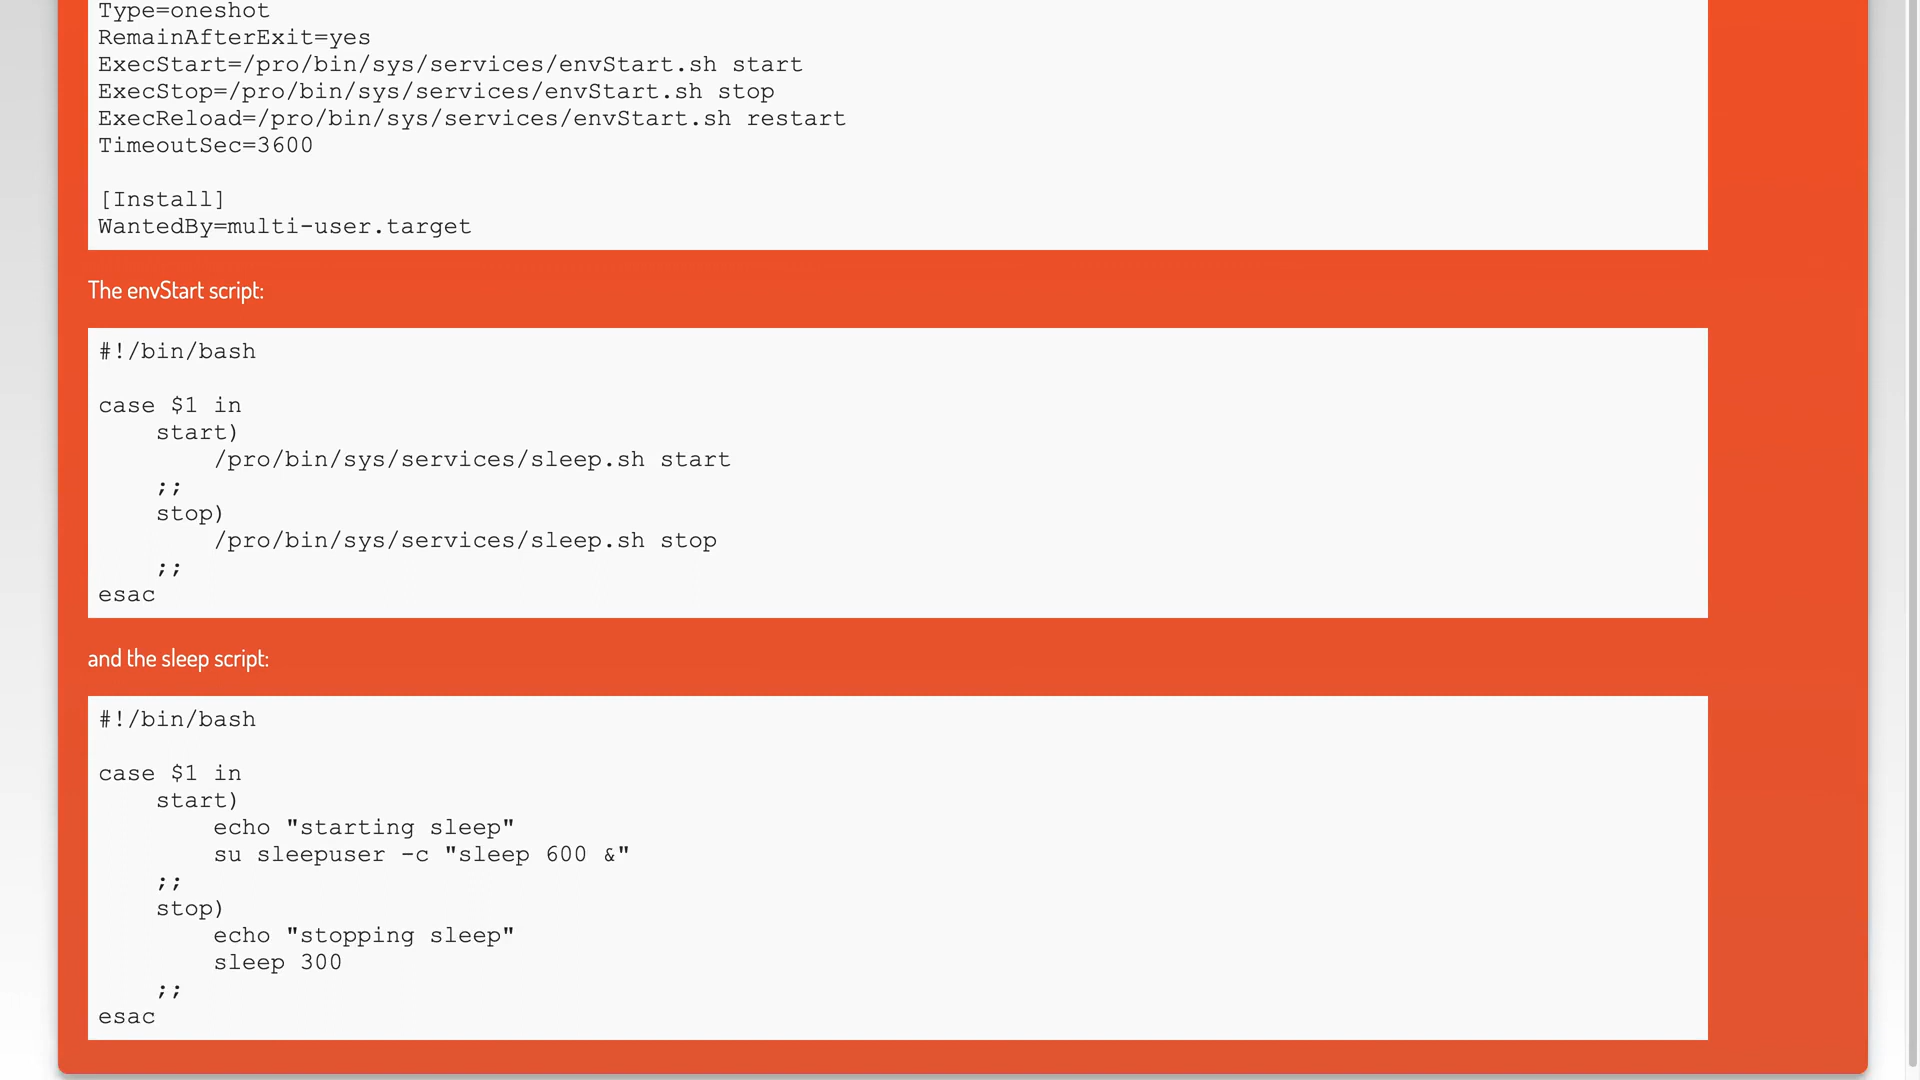 Type=oneshot
RemainAfterExit=yes
ExecStart=/pro/bin/sys/services/envStart.sh start
ExecStop=/pro/bin/sys/services/envStart.sh stop
ExecReload=/pro/bin/sys/services/envStart.sh restart
TimeoutSec=3600

[Install]
WantedBy=multi-user.target
The envStart script:
#!/bin/bash

case $1 in
    start)
        /pro/bin/sys/services/sleep.sh start
    ;;
    stop)
        /pro/bin/sys/services/sleep.sh stop
    ;;
esac
and the sleep script:
#!/bin/bash

case $1 in
    start)
        echo "starting sleep"
        su sleepuser -c "sleep 600 &"
    ;;
    stop)
        echo "stopping sleep"
        sleep 300
    ;;
esac